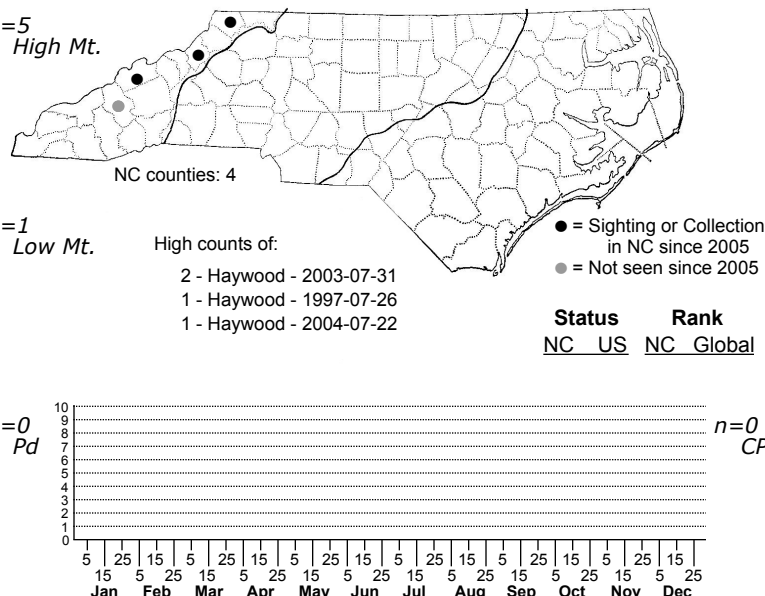 =5
High Mt.
NC counties: 4
=1
Low Mt.
High counts of:
2 - Haywood - 2003-07-31
1 - Haywood - 1997-07-26
1 - Haywood - 2004-07-22
● = Sighting or Collection
in NC since 2005
● = Not seen since 2005
Status Rank
NC US NC Global
=0
Pd
n=0
CP
10
9
8
7
6
5
4
3
2
1
0
5 25 15 5 25 15 5 25 15 5 25 15 5 25 15 5 25 15
15 5 25 15 5 25 15 5 25 15 5 25 15 5 25 15 5 25
Jan Feb Mar Apr May Jun Jul Aug Sep Oct Nov Dec